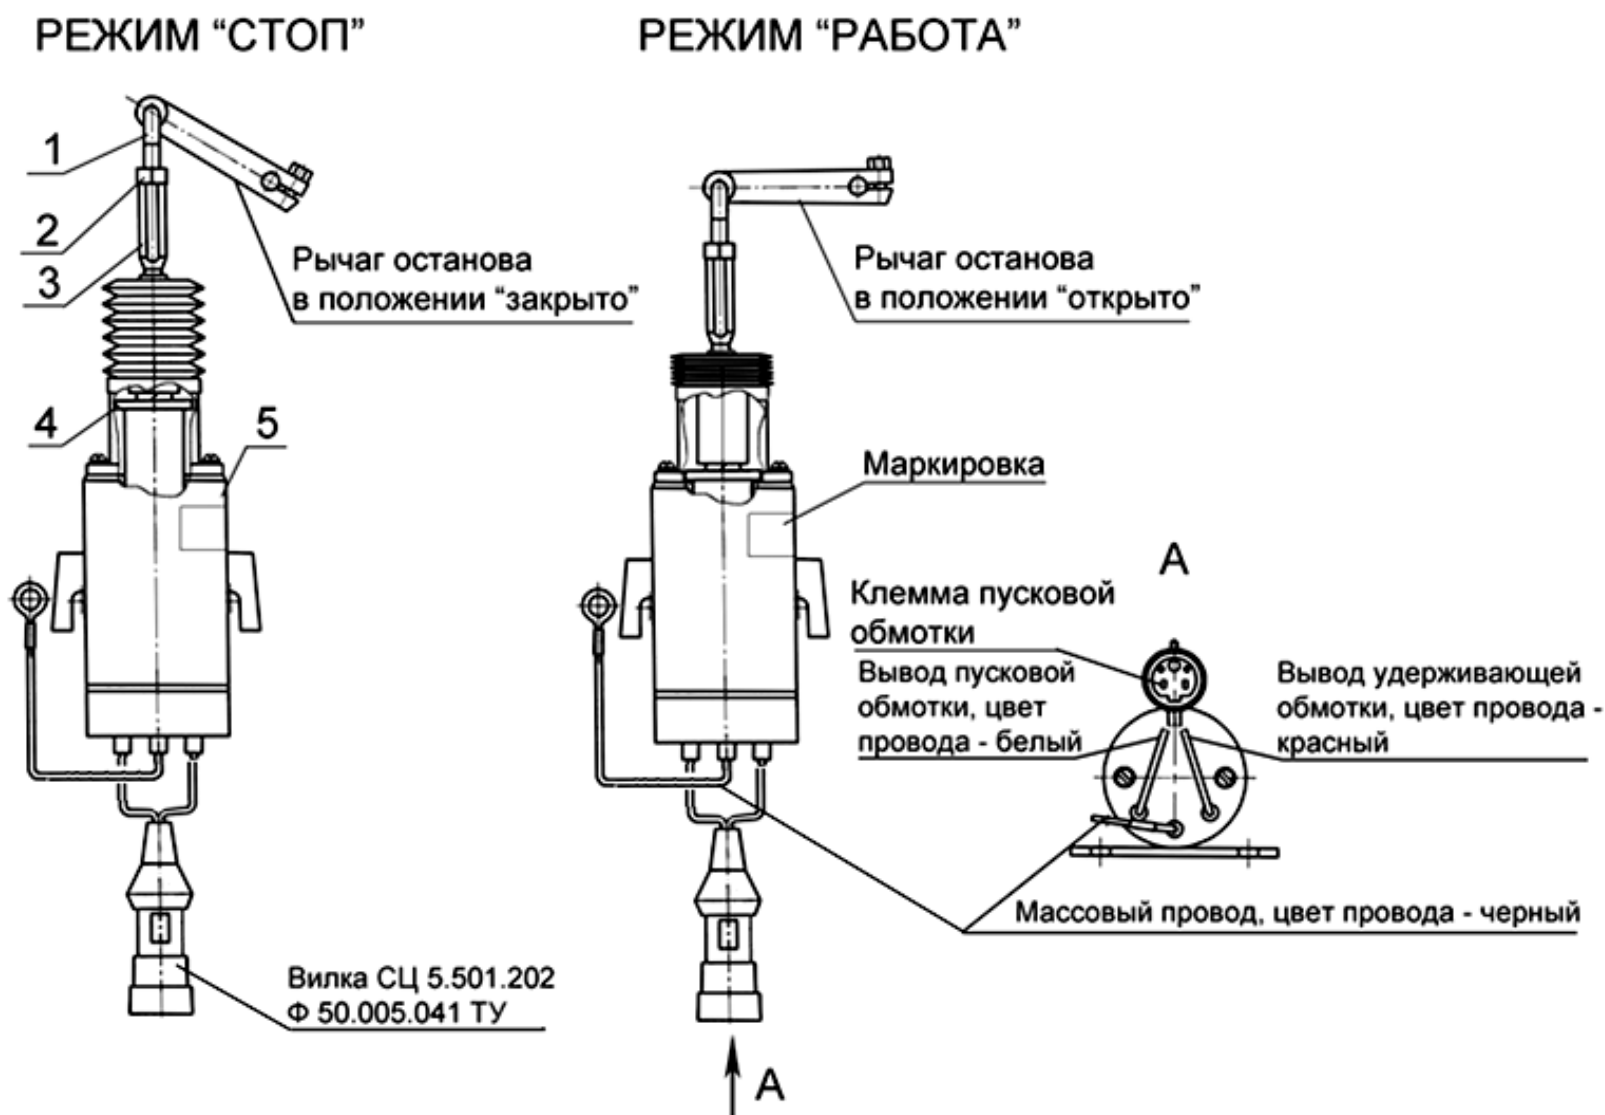 РЕЖИМ “СТОП”
РЕЖИМ “РАБОТА”
1
2
3
4
5
Рычаг останова
в положении “закрыто”
Рычаг останова
в положении “открыто”
Маркировка
А
Клемма пусковой
обмотки
Вывод пусковой
обмотки, цвет
провода - белый
Вывод удерживающей
обмотки, цвет провода -
красный
Массовый провод, цвет провода - черный
Вилка СЦ 5.501.202
Ф 50.005.041 ТУ
А